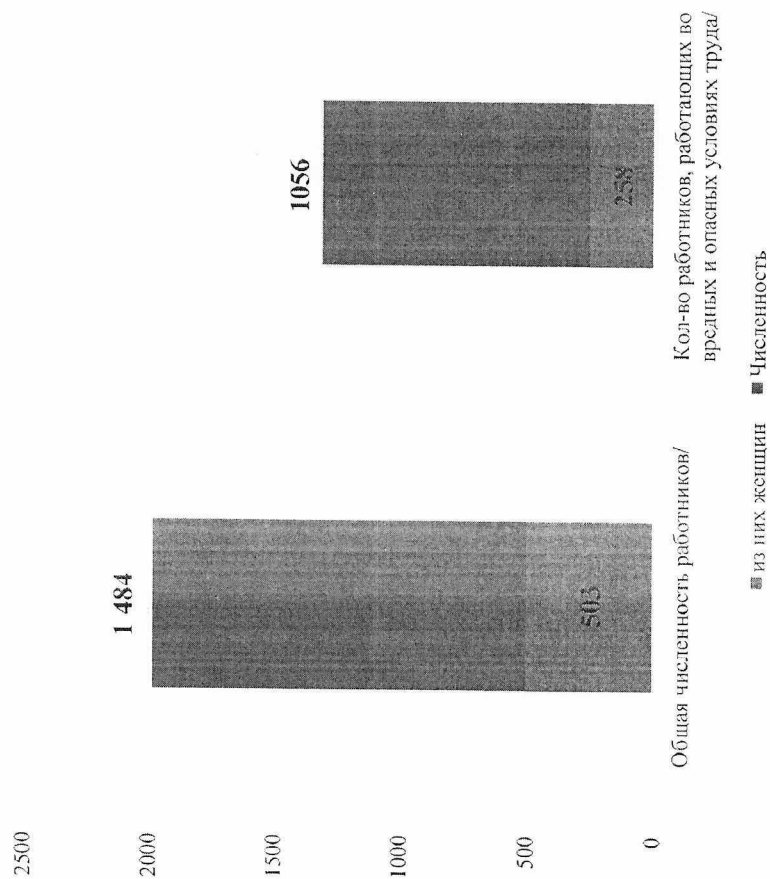 2500
2000
1500
1000
500
0
1 484
503
Общая численность работников/
1056
258
Кол-во работников, работающих во
вредных и опасных условиях труда/
из них женщин
Численность